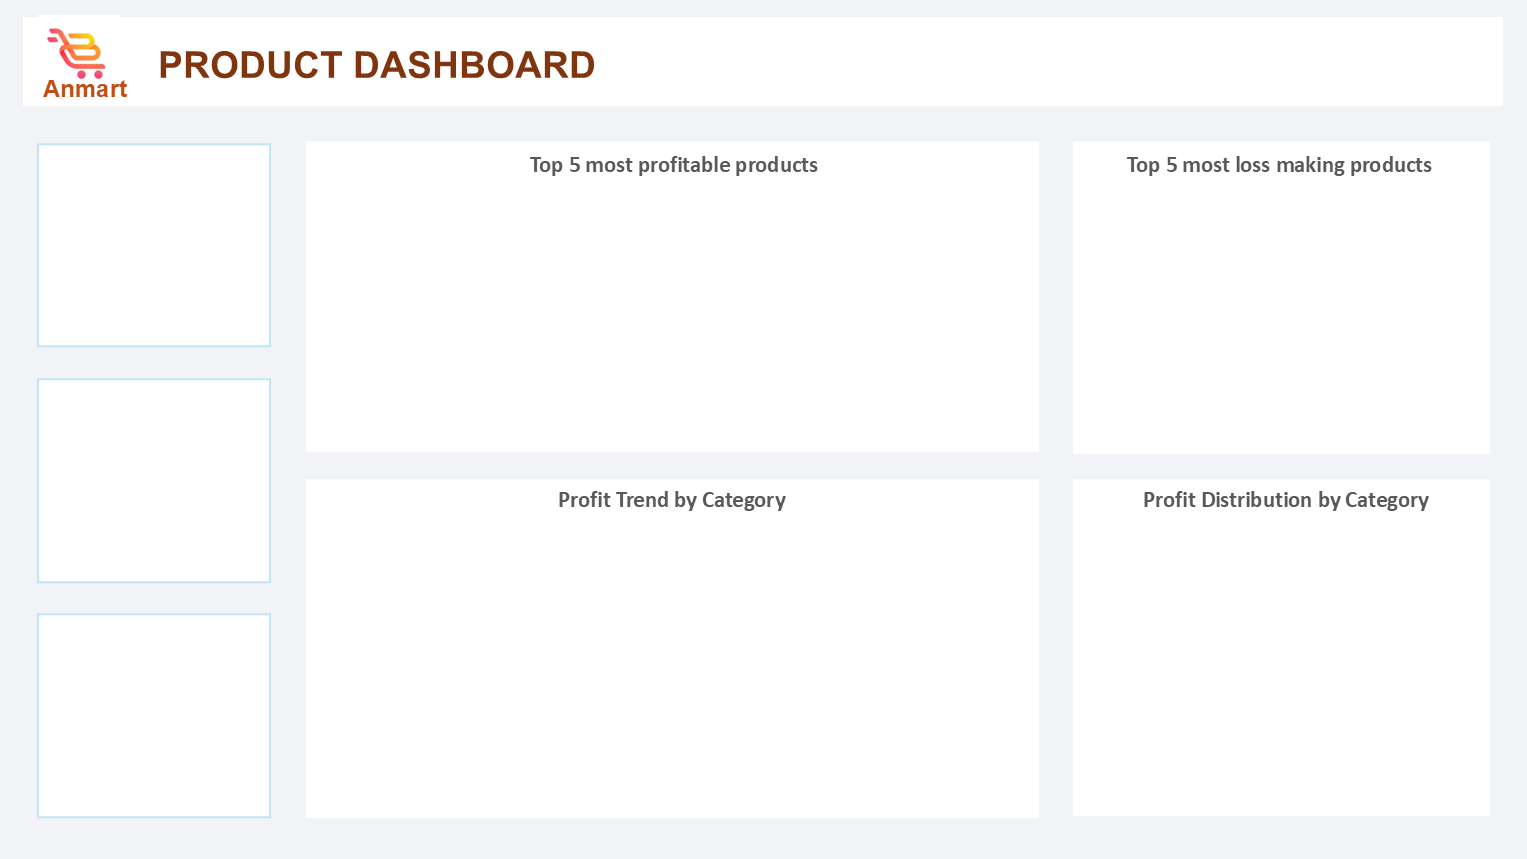 Anmart
PRODUCT DASHBOARD
Top 5 most profitable products
Top 5 most loss making products
Profit Trend by Category
Profit Distribution by Category